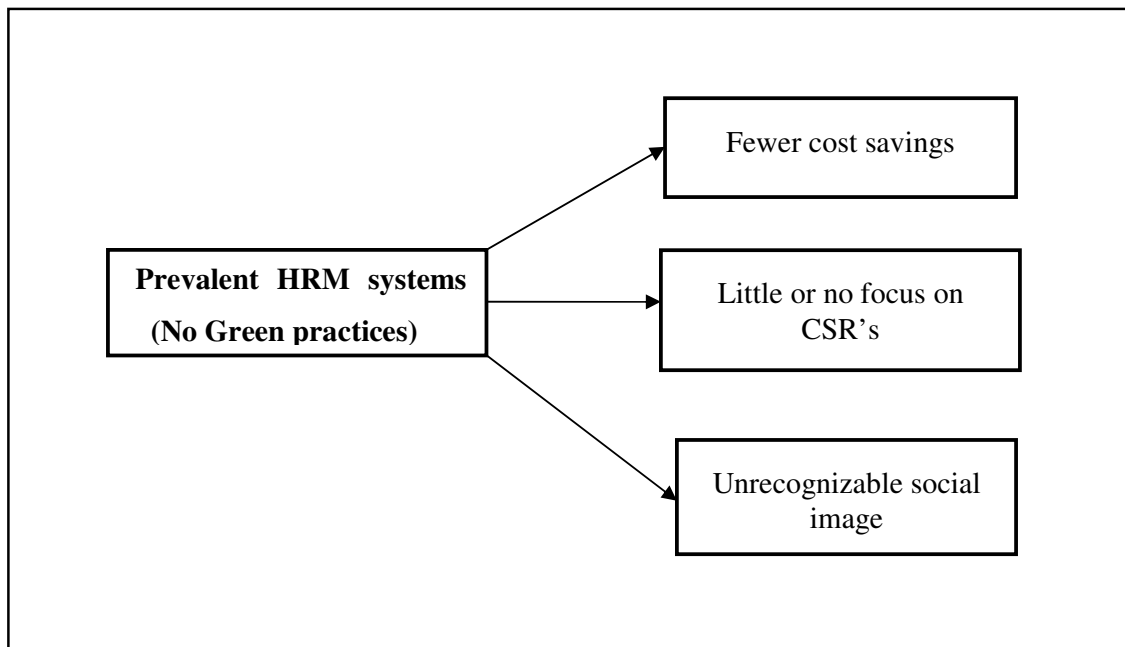 Fewer cost savings
Prevalent HRM systems
(No Green practices)
Little or no focus on
CSR’s
Unrecognizable social
image